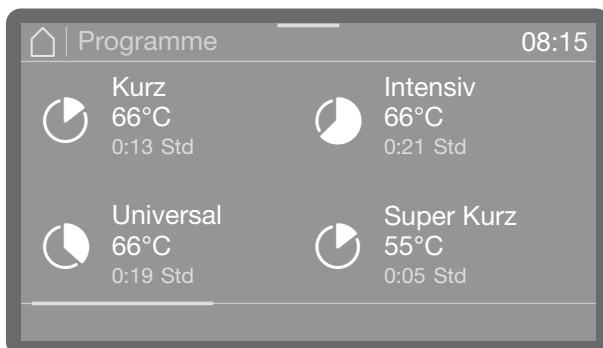 Programme 08:15
Kurz
66°C
0:13 Std
Intensiv
66°C
0:21 Std
Universal
66°C
0:19 Std
Super Kurz
55°C
0:05 Std